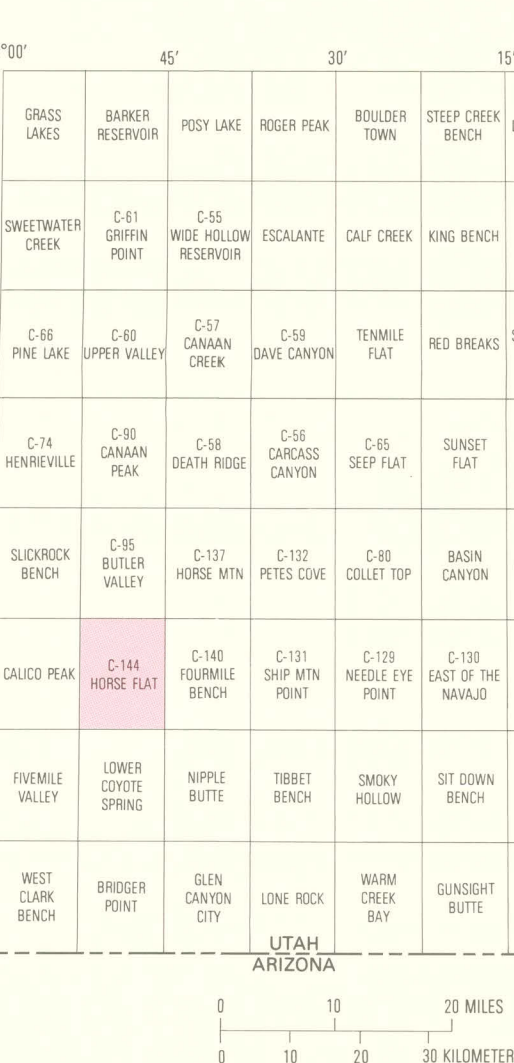 °00′
45′
30′
15°
GRASS
LAKES
BARKER
RESERVOIR
POSY LAKE
ROGER PEAK
BOULDER
TOWN
STEEP CREEK
BENCH
SWEETWATER
CREEK
C-61
GRIFFIN
POINT
C-55
WIDE HOLLOW
RESERVOIR
ESCALANTE
CALF CREEK
KING BENCH
C-66
PINE LAKE
C-60
UPPER VALLEY
C-57
CANAAN
CREEK
C-59
DAVE CANYON
TENMILE
FLAT
RED BREAKS
C-74
HENRIEVILLE
C-90
CANAAN
PEAK
C-58
DEATH RIDGE
C-56
CARCASS
CANYON
C-65
SEEP FLAT
SUNSET
FLAT
SLICKROCK
BENCH
C-95
BUTLER
VALLEY
C-137
HORSE MTN
C-132
PETES COVE
C-80
COLLET TOP
BASIN
CANYON
CALICO PEAK
C-144
HORSE FLAT
C-140
FOURMILE
BENCH
C-131
SHIP MTN
POINT
C-129
NEEDLE EYE
POINT
C-130
EAST OF THE
NAVAJO
FIVEMILE
VALLEY
LOWER
COYOTE
SPRING
NIPPLE
BUTTE
TIBBET
BENCH
SMOKY
HOLLOW
SIT DOWN
BENCH
WEST
CLARK
BENCH
BRIDGER
POINT
GLEN
CANYON
CITY
LONE ROCK
WARM
CREEK
BAY
GUNSIGHT
BUTTE
UTAH
ARIZONA
0 10 20 MILES
0 10 20 30 KILOMETER